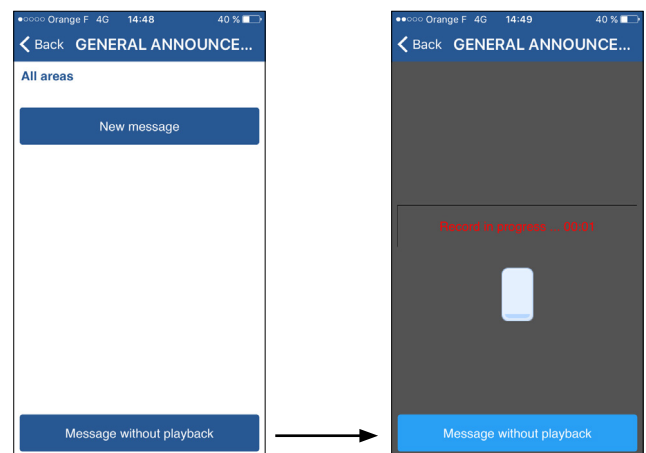 Orange F 4G 14:48 40 %
Back GENERAL ANNOUNCE...
All areas
New message
Message without playback
Orange F 4G 14:49 40 %
Back GENERAL ANNOUNCE...
Record in progress ... 00:01
Message without playback